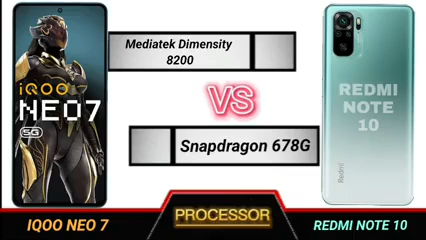 Mediatek Dimensity
8200
iQOO
NEO7
5G
VS
REDMI
NOTE
10
Snapdragon 678G
Redmi
PROCESSOR
IQOO NEO 7
REDMI NOTE 10